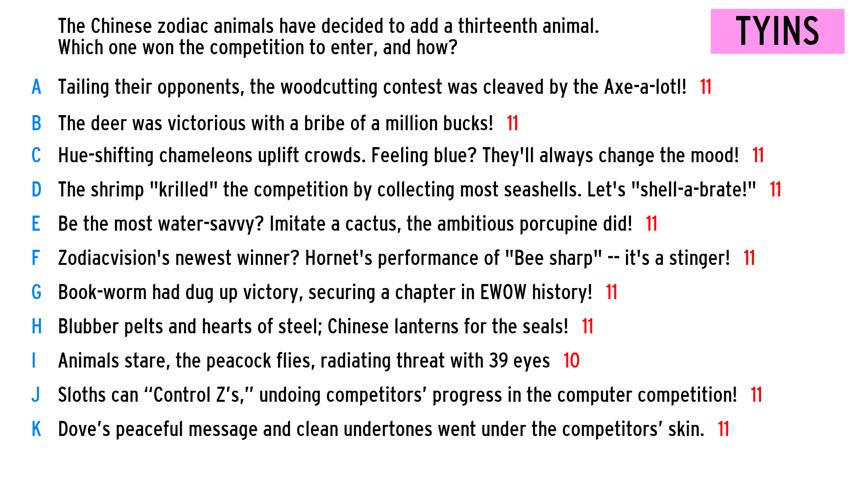 The Chinese zodiac animals have decided to add a thirteenth animal.
Which one won the competition to enter, and how?
TYINS
A Tailing their opponents, the woodcutting contest was cleaved by the Axe-a-lotl! 11
B The deer was victorious with a bribe of a million bucks! 11
C Hue-shifting chameleons uplift crowds. Feeling blue? They'll always change the mood! 11
D The shrimp "krilled" the competition by collecting most seashells. Let's "shell-a-brate!" 11
E Be the most water-savvy? Imitate a cactus, the ambitious porcupine did! 11
F Zodiacvision's newest winner? Hornet's performance of "Bee sharp" -- it's a stinger! 11
G Book-worm had dug up victory, securing a chapter in EWOW history! 11
H Blubber pelts and hearts of steel; Chinese lanterns for the seals! 11
I Animals stare, the peacock flies, radiating threat with 39 eyes 10
J Sloths can “Control Z’s,” undoing competitors’ progress in the computer competition! 11
K Dove’s peaceful message and clean undertones went under the competitors’ skin. 11